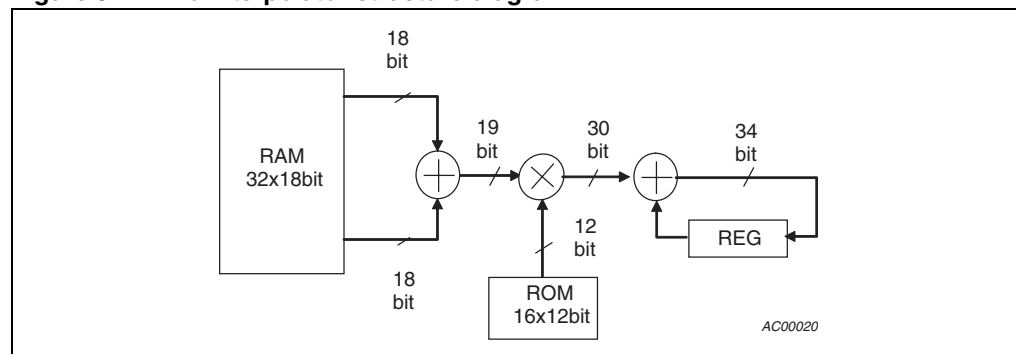 18
bit
RAM
32x18bit
18
bit
19
bit
30
bit
34
bit
12
bit
REG
ROM
16x12bit
AC00020